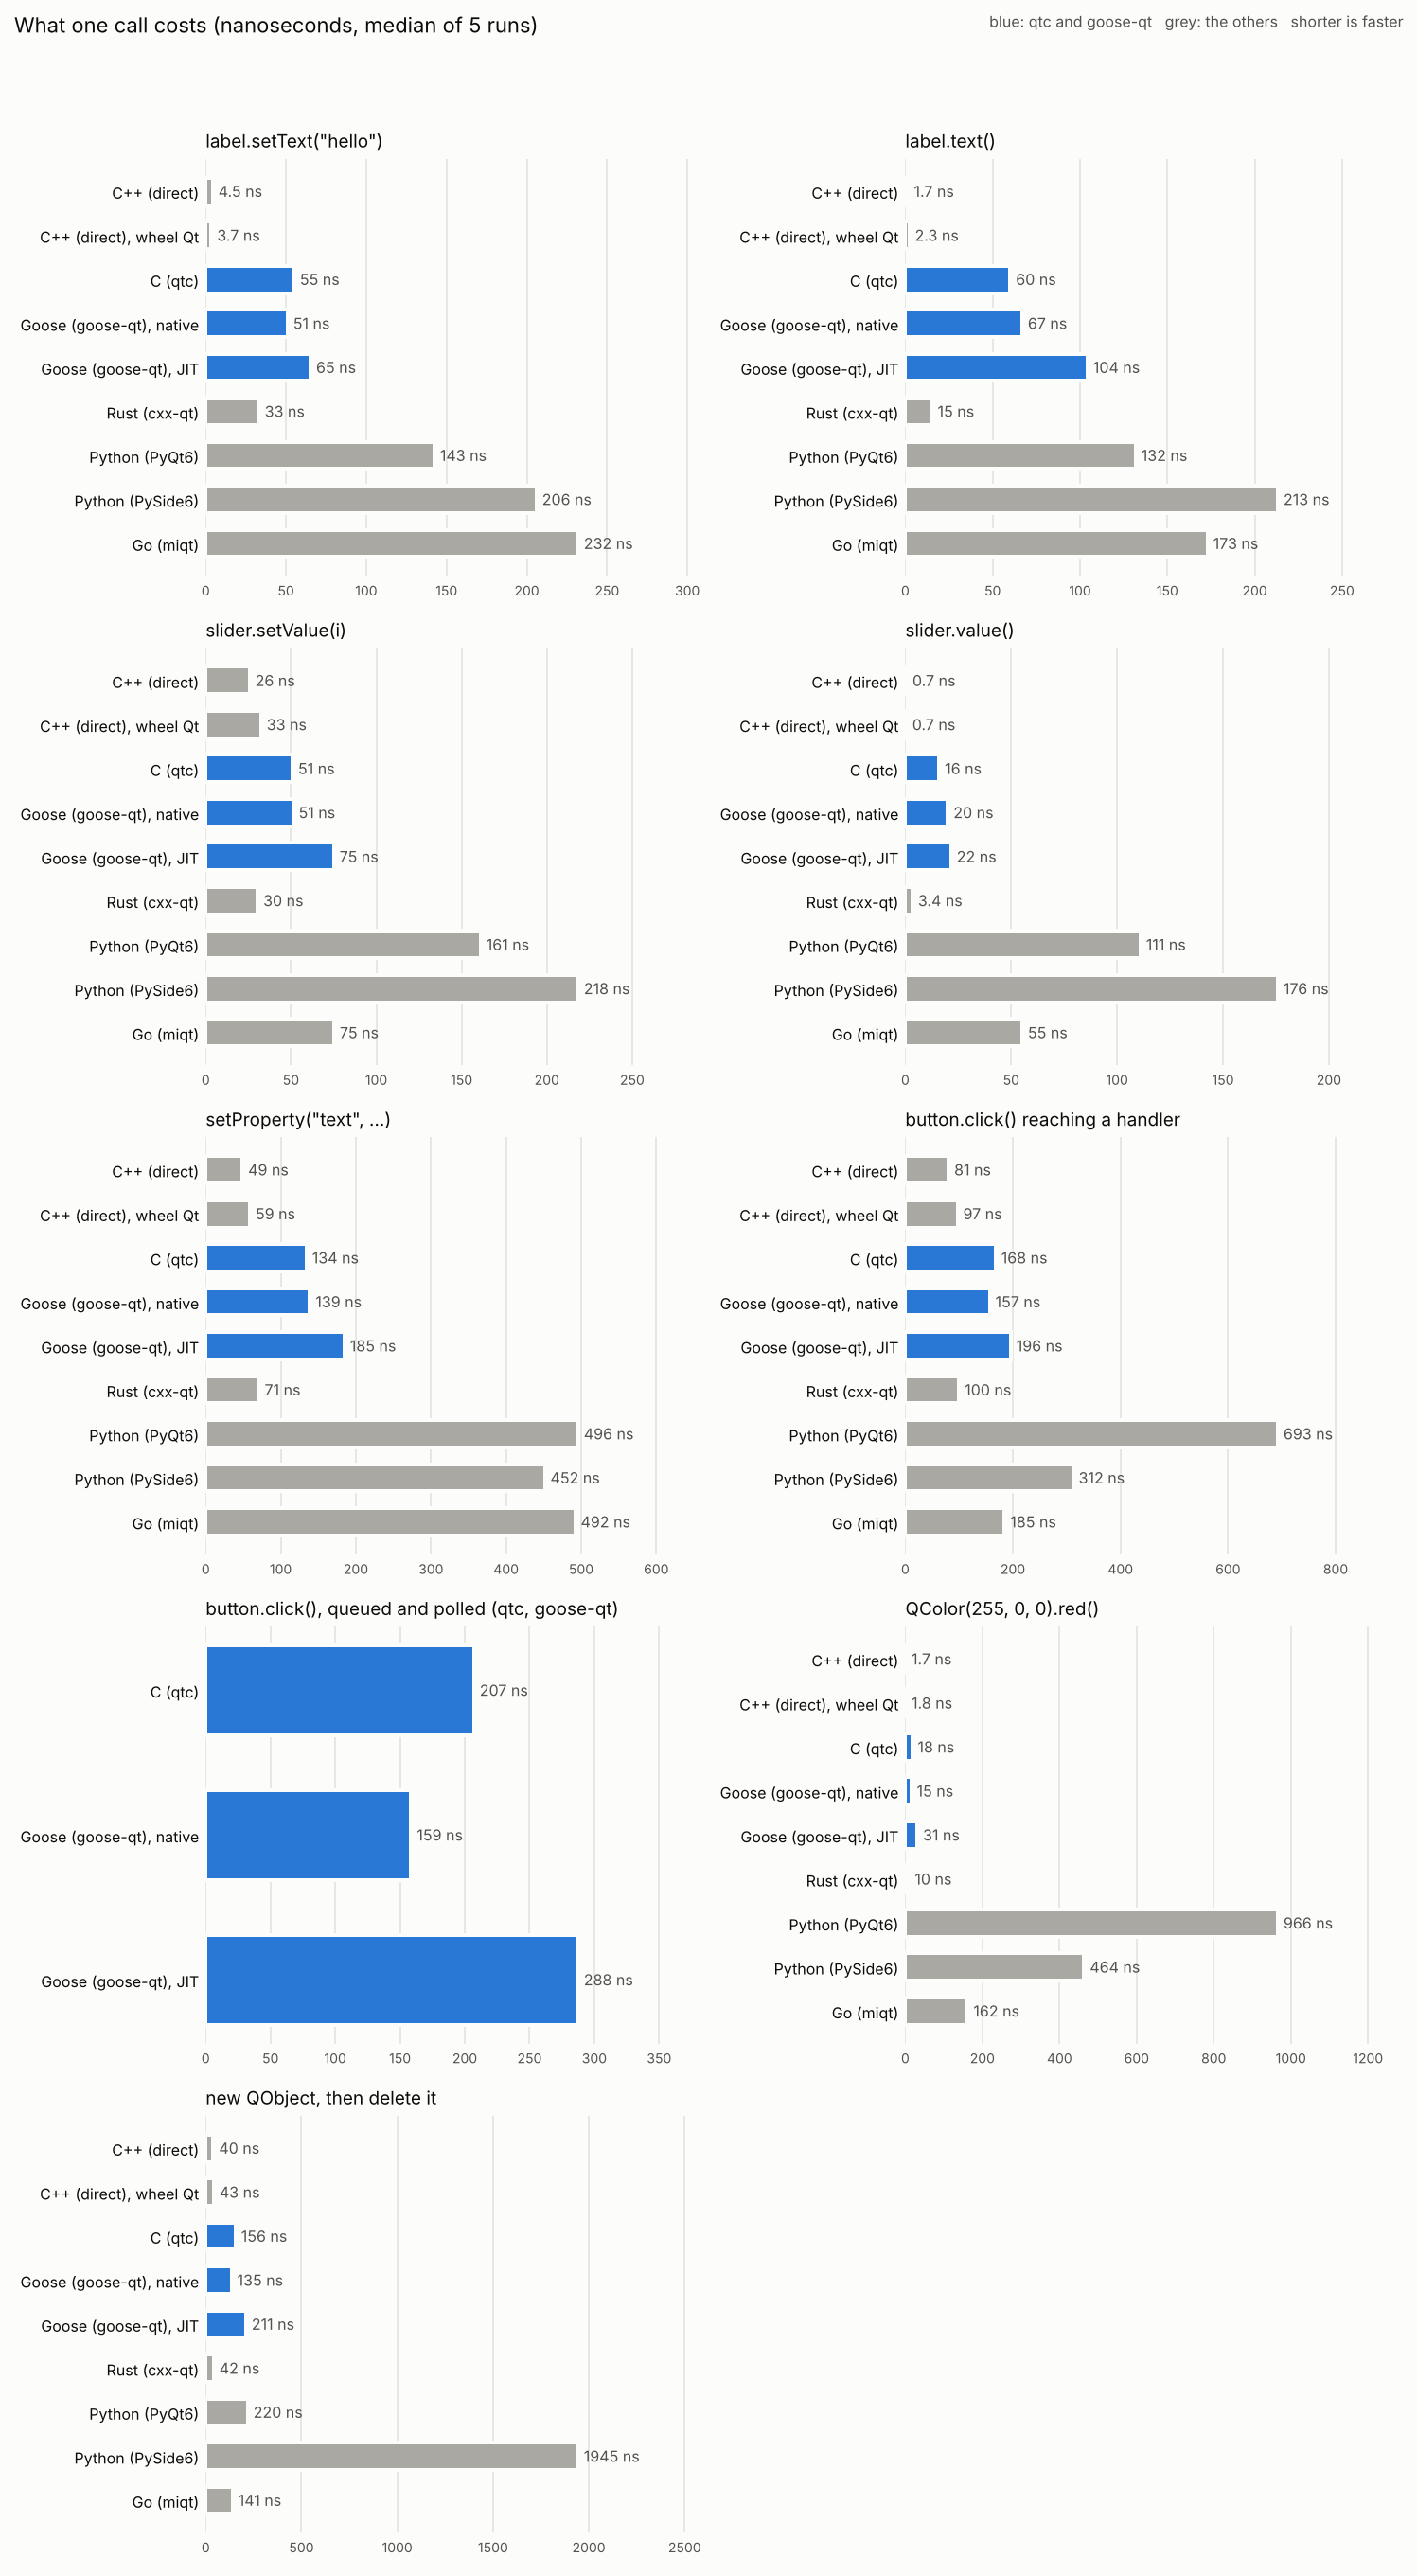 What one call costs (nanoseconds, median of 5 runs)
blue: qtc and goose-qt   grey: the others   shorter is faster
label.setText("hello")
C++ (direct) 4.5 ns
C++ (direct), wheel Qt 3.7 ns
C (qtc) 55 ns
Goose (goose-qt), native 51 ns
Goose (goose-qt), JIT 65 ns
Rust (cxx-qt) 33 ns
Python (PyQt6) 143 ns
Python (PySide6) 206 ns
Go (miqt) 232 ns
0 50 100 150 200 250 300
label.text()
C++ (direct) 1.7 ns
C++ (direct), wheel Qt 2.3 ns
C (qtc) 60 ns
Goose (goose-qt), native 67 ns
Goose (goose-qt), JIT 104 ns
Rust (cxx-qt) 15 ns
Python (PyQt6) 132 ns
Python (PySide6) 213 ns
Go (miqt) 173 ns
0 50 100 150 200 250
slider.setValue(i)
C++ (direct) 26 ns
C++ (direct), wheel Qt 33 ns
C (qtc) 51 ns
Goose (goose-qt), native 51 ns
Goose (goose-qt), JIT 75 ns
Rust (cxx-qt) 30 ns
Python (PyQt6) 161 ns
Python (PySide6) 218 ns
Go (miqt) 75 ns
0 50 100 150 200 250
slider.value()
C++ (direct) 0.7 ns
C++ (direct), wheel Qt 0.7 ns
C (qtc) 16 ns
Goose (goose-qt), native 20 ns
Goose (goose-qt), JIT 22 ns
Rust (cxx-qt) 3.4 ns
Python (PyQt6) 111 ns
Python (PySide6) 176 ns
Go (miqt) 55 ns
0 50 100 150 200
setProperty("text", ...)
C++ (direct) 49 ns
C++ (direct), wheel Qt 59 ns
C (qtc) 134 ns
Goose (goose-qt), native 139 ns
Goose (goose-qt), JIT 185 ns
Rust (cxx-qt) 71 ns
Python (PyQt6) 496 ns
Python (PySide6) 452 ns
Go (miqt) 492 ns
0 100 200 300 400 500 600
button.click() reaching a handler
C++ (direct) 81 ns
C++ (direct), wheel Qt 97 ns
C (qtc) 168 ns
Goose (goose-qt), native 157 ns
Goose (goose-qt), JIT 196 ns
Rust (cxx-qt) 100 ns
Python (PyQt6) 693 ns
Python (PySide6) 312 ns
Go (miqt) 185 ns
0 200 400 600 800
button.click(), queued and polled (qtc, goose-qt)
C (qtc) 207 ns
Goose (goose-qt), native 159 ns
Goose (goose-qt), JIT 288 ns
0 50 100 150 200 250 300 350
QColor(255, 0, 0).red()
C++ (direct) 1.7 ns
C++ (direct), wheel Qt 1.8 ns
C (qtc) 18 ns
Goose (goose-qt), native 15 ns
Goose (goose-qt), JIT 31 ns
Rust (cxx-qt) 10 ns
Python (PyQt6) 966 ns
Python (PySide6) 464 ns
Go (miqt) 162 ns
0 200 400 600 800 1000 1200
new QObject, then delete it
C++ (direct) 40 ns
C++ (direct), wheel Qt 43 ns
C (qtc) 156 ns
Goose (goose-qt), native 135 ns
Goose (goose-qt), JIT 211 ns
Rust (cxx-qt) 42 ns
Python (PyQt6) 220 ns
Python (PySide6) 1945 ns
Go (miqt) 141 ns
0 500 1000 1500 2000 2500